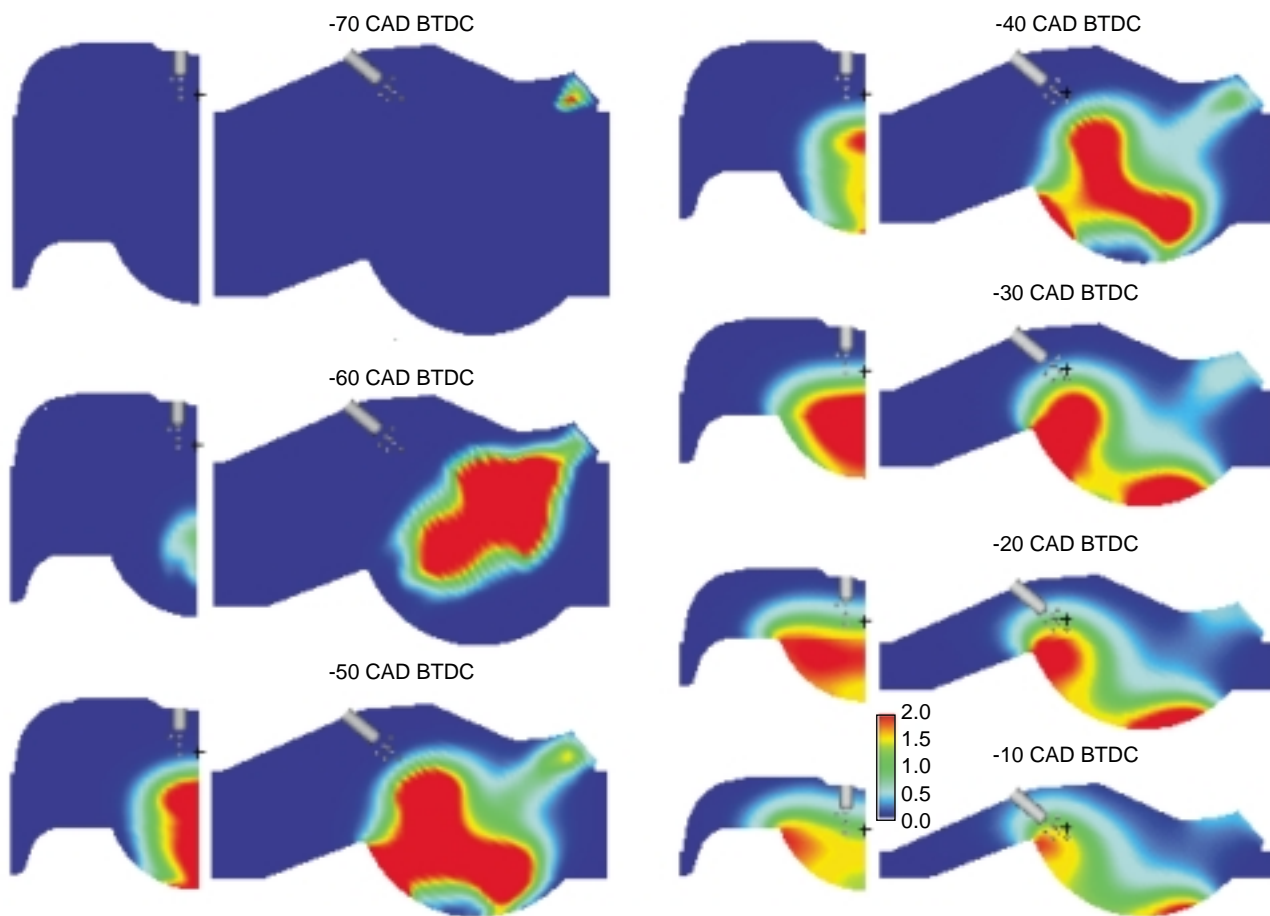 -70 CAD BTDC
-60 CAD BTDC
-50 CAD BTDC
-40 CAD BTDC
-30 CAD BTDC
-20 CAD BTDC
2.0
1.5
1.0
0.5
0.0
-10 CAD BTDC